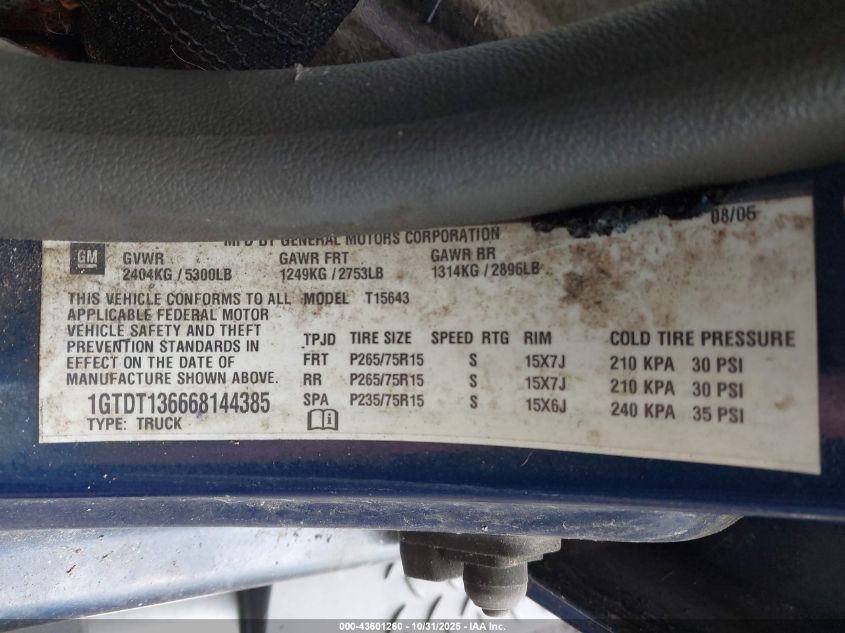 08/05
MFD BY GENERAL MOTORS CORPORATION
GM
GVWR GAWR FRT GAWR RR
2404KG / 5300LB 1249KG / 2753LB 1314KG / 2896LB
THIS VEHICLE CONFORMS TO ALL MODEL T15643
APPLICABLE FEDERAL MOTOR
VEHICLE SAFETY AND THEFT
PREVENTION STANDARDS IN
EFFECT ON THE DATE OF
MANUFACTURE SHOWN ABOVE.
1GTDT136668144385
TYPE: TRUCK
TPJD TIRE SIZE SPEED RTG RIM COLD TIRE PRESSURE
FRT P265/75R15 S 15X7J 210 KPA 30 PSI
RR P265/75R15 S 15X7J 210 KPA 30 PSI
SPA P235/75R15 S 15X6J 240 KPA 35 PSI
000-43601260 - 10/31/2025 - IAA Inc.